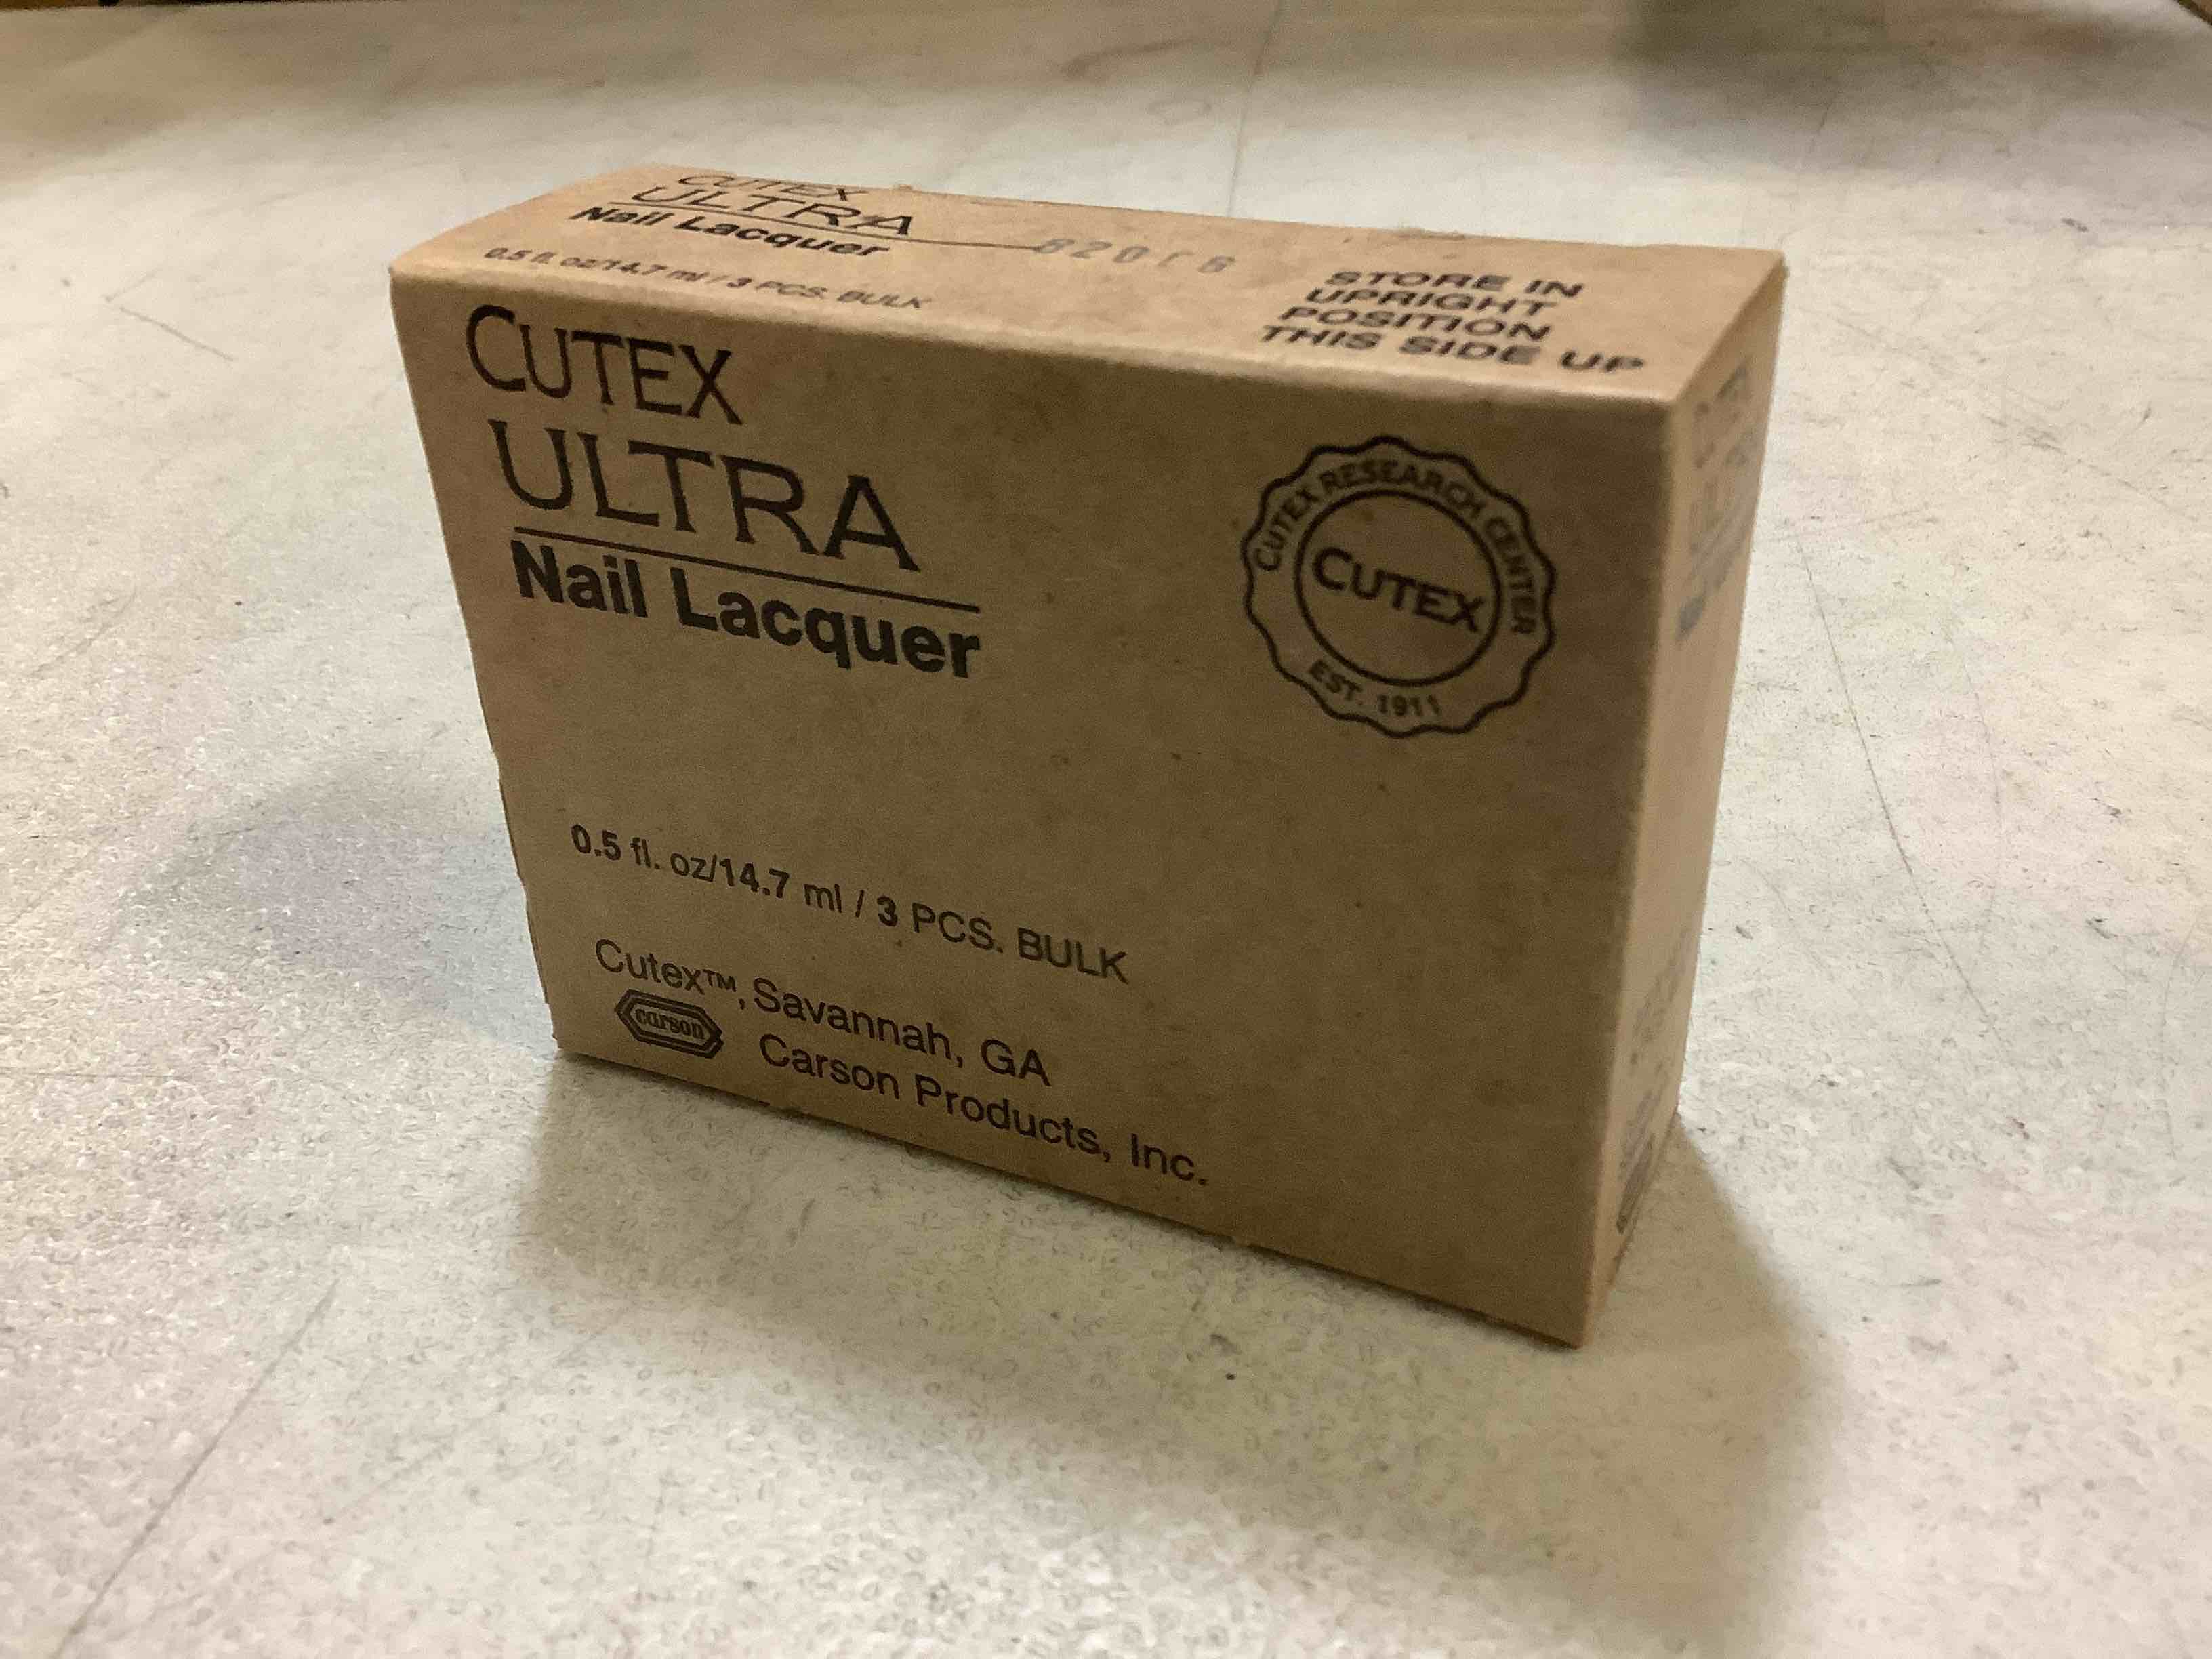 CUTEX
ULTRA
Nail Lacquer
0.5 fl. oz/14.7 ml / 3 PCS. BULK
STORE IN
UPRIGHT
POSITION
THIS SIDE UP
CUTEX
ULTRA
Nail Lacquer
CUTEX RESEARCH CENTER
CUTEX
EST. 1911
0.5 fl. oz/14.7 ml / 3 PCS. BULK
Cutex™, Savannah, GA
carson
Carson Products, Inc.